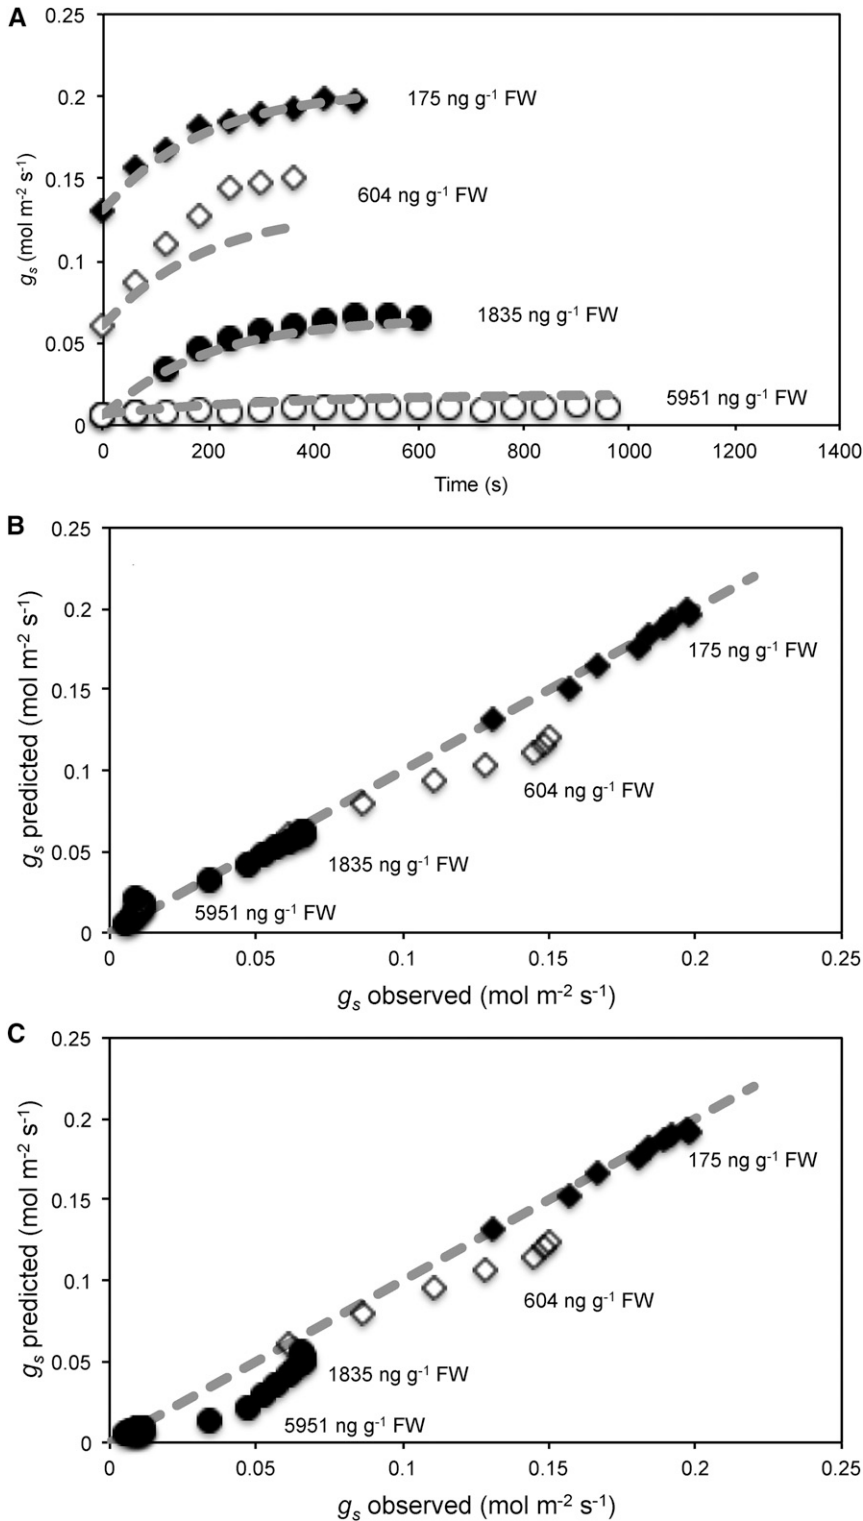 A
0.25
0.2
0.15
0.1
0.05
0
gₛ (mol m⁻² s⁻¹)
175 ng g⁻¹ FW
604 ng g⁻¹ FW
1835 ng g⁻¹ FW
5951 ng g⁻¹ FW
0 200 400 600 800 1000 1200 1400
Time (s)
B
0.25
0.2
0.15
0.1
0.05
0
gₛ predicted (mol m⁻² s⁻¹)
175 ng g⁻¹ FW
604 ng g⁻¹ FW
1835 ng g⁻¹ FW
5951 ng g⁻¹ FW
0 0.05 0.1 0.15 0.2 0.25
gₛ observed (mol m⁻² s⁻¹)
C
0.25
0.2
0.15
0.1
0.05
0
gₛ predicted (mol m⁻² s⁻¹)
175 ng g⁻¹ FW
604 ng g⁻¹ FW
1835 ng g⁻¹ FW
5951 ng g⁻¹ FW
0 0.05 0.1 0.15 0.2 0.25
gₛ observed (mol m⁻² s⁻¹)